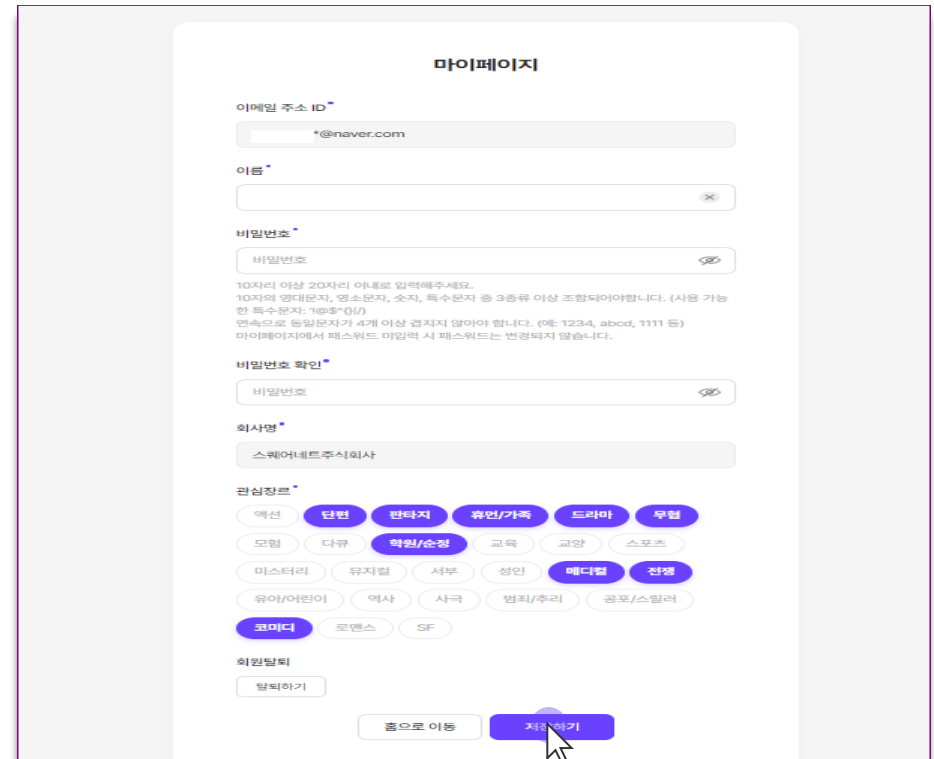 마이페이지
이메일 주소 ID
*@naver.com
이름
비밀번호
비밀번호
10자리 이상 20자리 이내로 입력해주세요.
10자의 영대문자, 영소문자, 숫자, 특수문자 중 3종류 이상 조합되어야합니다. (사용 가능
한 특수문자: '!@$^{}|/)
연속으로 동일문자가 4개 이상 겹치지 않아야 합니다. (예: 1234, abcd, 1111 등)
마이페이지에서 패스워드 미입력 시 패스워드는 변경되지 않습니다.
비밀번호 확인
비밀번호
회사명
스퀘어네트주식회사
관심장르
액션 단편 판타지 휴먼/가족 드라마 무협
모험 다큐 학원/순정 교육 교양 스포츠
미스터리 뮤지컬 서부 성인 메디컬 전쟁
유아/어린이 역사 사극 범죄/추리 공포/스릴러
코미디 로맨스 SF
회원탈퇴
탈퇴하기
홈으로 이동 저장하기